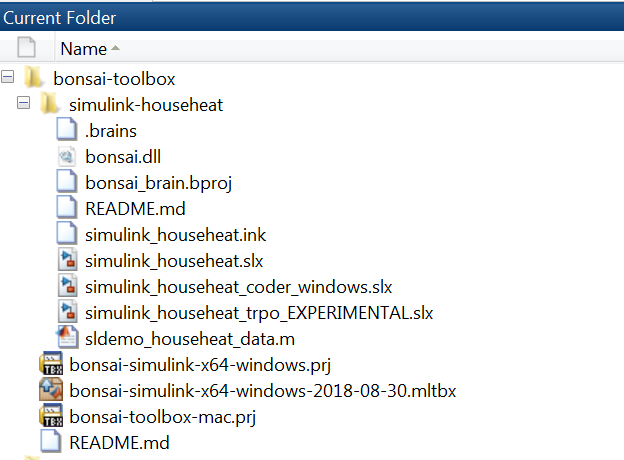 Current Folder
Name
bonsai-toolbox
simulink-househeat
.brains
bonsai.dll
bonsai_brain.bproj
README.md
simulink_househeat.ink
simulink_househeat.slx
simulink_househeat_coder_windows.slx
simulink_househeat_trpo_EXPERIMENTAL.slx
sldemo_househeat_data.m
bonsai-simulink-x64-windows.prj
bonsai-simulink-x64-windows-2018-08-30.mltbx
bonsai-toolbox-mac.prj
README.md